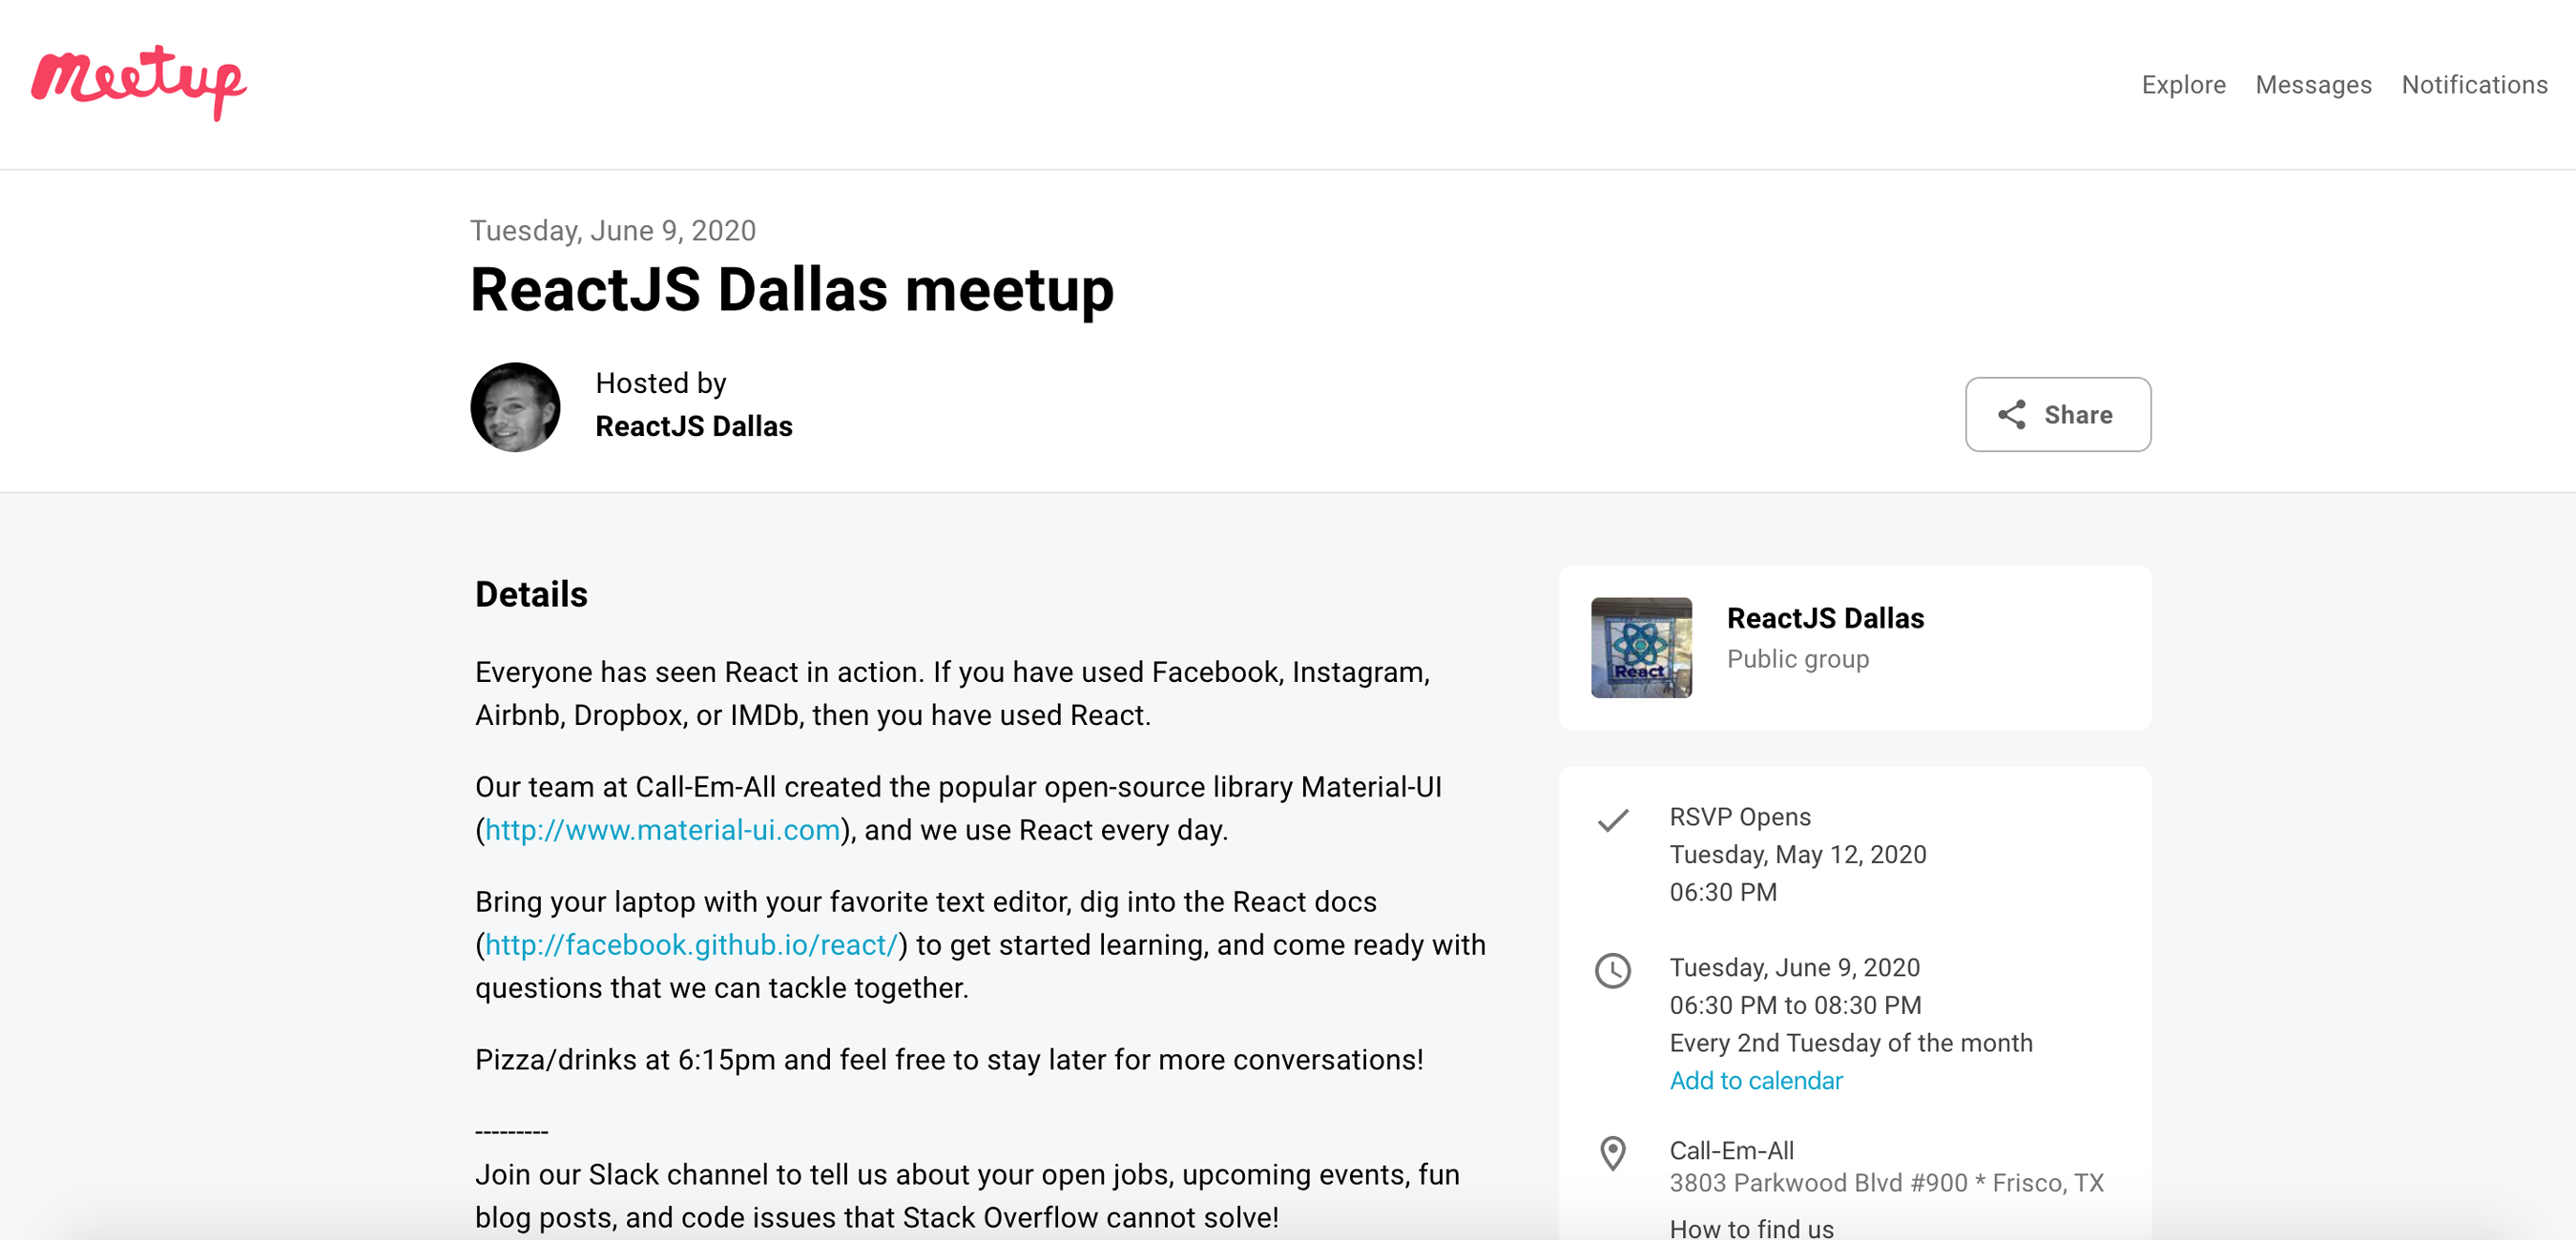 meetup
Explore Messages Notifications
Tuesday, June 9, 2020
ReactJS Dallas meetup
Hosted by
ReactJS Dallas
Share
Details
Everyone has seen React in action. If you have used Facebook, Instagram,
Airbnb, Dropbox, or IMDb, then you have used React.
Our team at Call-Em-All created the popular open-source library Material-UI
(http://www.material-ui.com), and we use React every day.
Bring your laptop with your favorite text editor, dig into the React docs
(http://facebook.github.io/react/) to get started learning, and come ready with
questions that we can tackle together.
Pizza/drinks at 6:15pm and feel free to stay later for more conversations!
---------
Join our Slack channel to tell us about your open jobs, upcoming events, fun
blog posts, and code issues that Stack Overflow cannot solve!
React
ReactJS Dallas
Public group
RSVP Opens
Tuesday, May 12, 2020
06:30 PM
Tuesday, June 9, 2020
06:30 PM to 08:30 PM
Every 2nd Tuesday of the month
Add to calendar
Call-Em-All
3803 Parkwood Blvd #900 * Frisco, TX
How to find us